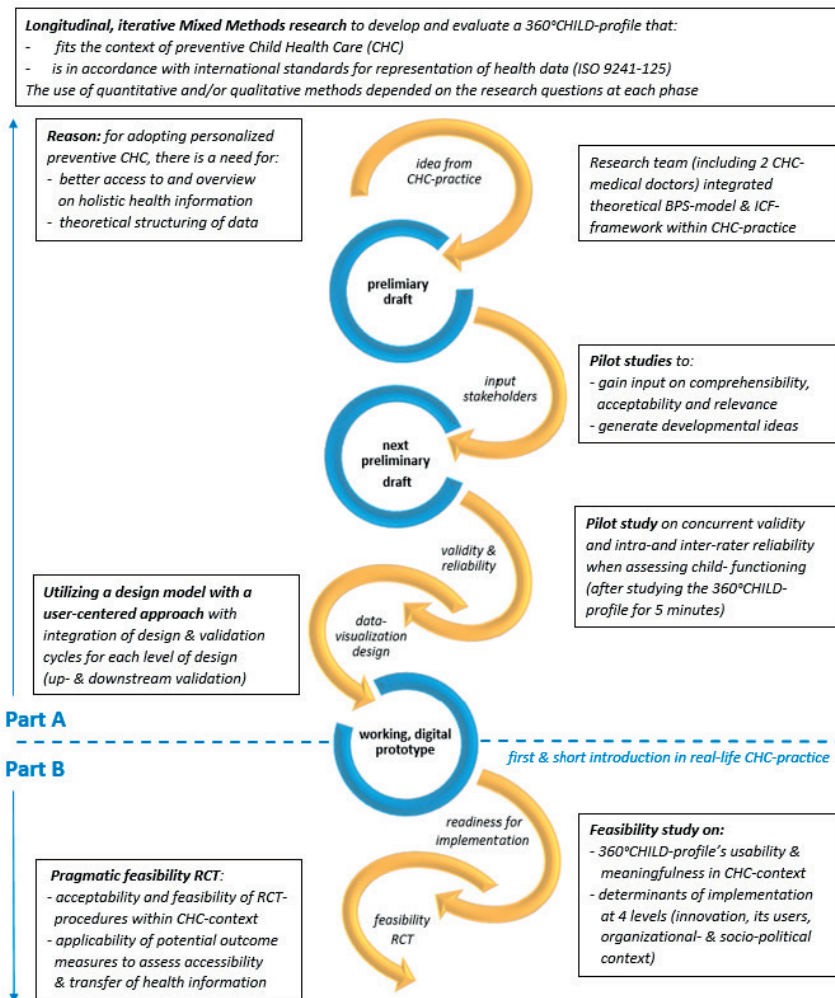 Longitudinal, iterative Mixed Methods research to develop and evaluate a 360°CHILD-profile that:
- fits the context of preventive Child Health Care (CHC)
- is in accordance with international standards for representation of health data (ISO 9241-125)
The use of quantitative and/or qualitative methods depended on the research questions at each phase
Reason: for adopting personalized
preventive CHC, there is a need for:
- better access to and overview
on holistic health information
- theoretical structuring of data
idea from
CHC-practice
Research team (including 2 CHC-
medical doctors) integrated
theoretical BPS-model & ICF-
framework within CHC-practice
prelimiary
draft
input
stakeholders
Pilot studies to:
- gain input on comprehensibility,
acceptability and relevance
- generate developmental ideas
next
preliminary
draft
validity &
reliability
Pilot study on concurrent validity
and intra-and inter-rater reliability
when assessing child- functioning
(after studying the 360°CHILD-
profile for 5 minutes)
Utilizing a design model with a
user-centered approach with
integration of design & validation
cycles for each level of design
(up- & downstream validation)
data-
visualization
design
Part A
working, digital
prototype
first & short introduction in real-life CHC-practice
Part B
readiness for
implementation
Feasibility study on:
- 360°CHILD-profile's usability &
meaningfulness in CHC-context
- determinants of implementation
at 4 levels (innovation, its users,
organizational- & socio-political
context)
Pragmatic feasibility RCT:
- acceptability and feasibility of RCT-
procedures within CHC-context
- applicability of potential outcome
measures to assess accessibility
& transfer of health information
feasibility
RCT